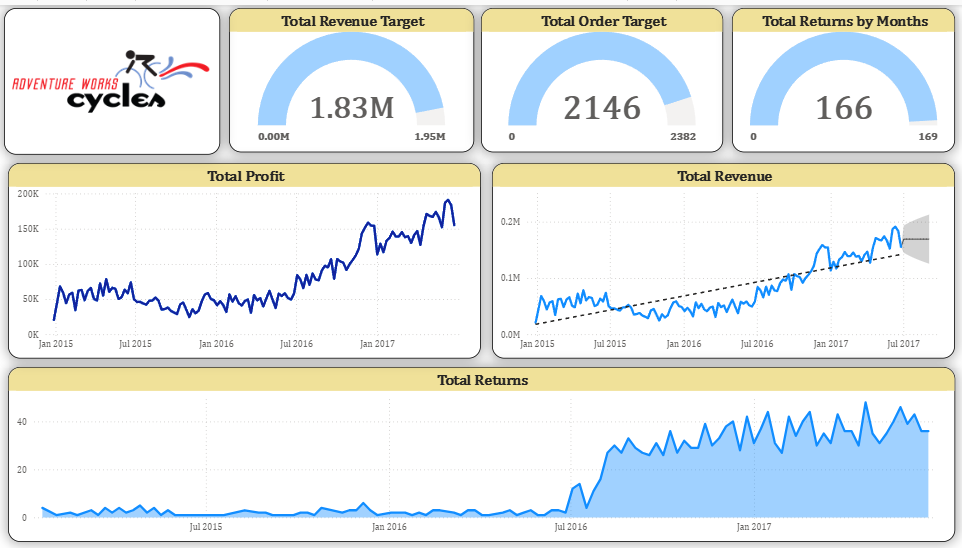 ADVENTURE WORKS
cycles
Total Revenue Target
1.83M
0.00M
1.95M
Total Order Target
2146
0
2382
Total Returns by Months
166
0
169
Total Profit
200K
150K
100K
50K
0K
Jan 2015
Jul 2015
Jan 2016
Jul 2016
Jan 2017
Total Revenue
0.2M
0.1M
0.0M
Jan 2015
Jul 2015
Jan 2016
Jul 2016
Jan 2017
Jul 2017
Total Returns
40
20
0
Jul 2015
Jan 2016
Jul 2016
Jan 2017